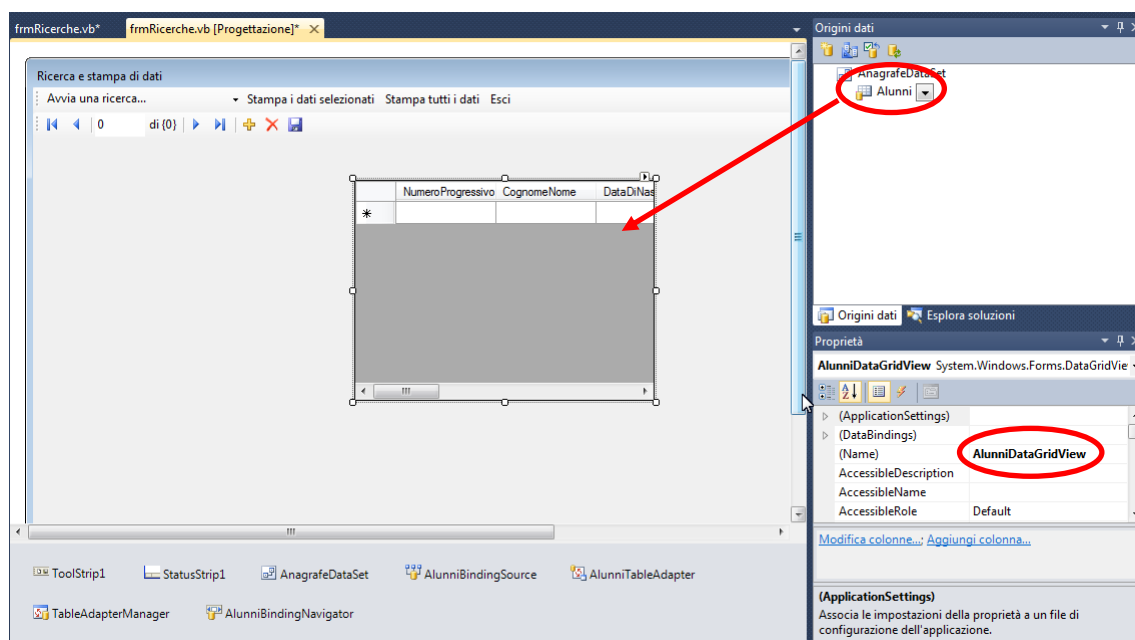 frmRicerche.vb*
frmRicerche.vb [Progettazione]*
Ricerca e stampa di dati
Avvia una ricerca... Stampa i dati selezionati Stampa tutti i dati Esci
0 di {0}
NumeroProgressivo CognomeNome DataDiNas
ToolStrip1 StatusStrip1 AnagrafeDataSet AlunniBindingSource AlunniTableAdapter
TableAdapterManager AlunniBindingNavigator
Origini dati
AnagrafeDataSet
Alunni
Origini dati Esplora soluzioni
Proprietà
AlunniDataGridView System.Windows.Forms.DataGridVie
(ApplicationSettings)
(DataBindings)
(Name) AlunniDataGridView
AccessibleDescription
AccessibleName
AccessibleRole Default
Modifica colonne...; Aggiungi colonna...
(ApplicationSettings)
Associa le impostazioni della proprietà a un file di
configurazione dell'applicazione.